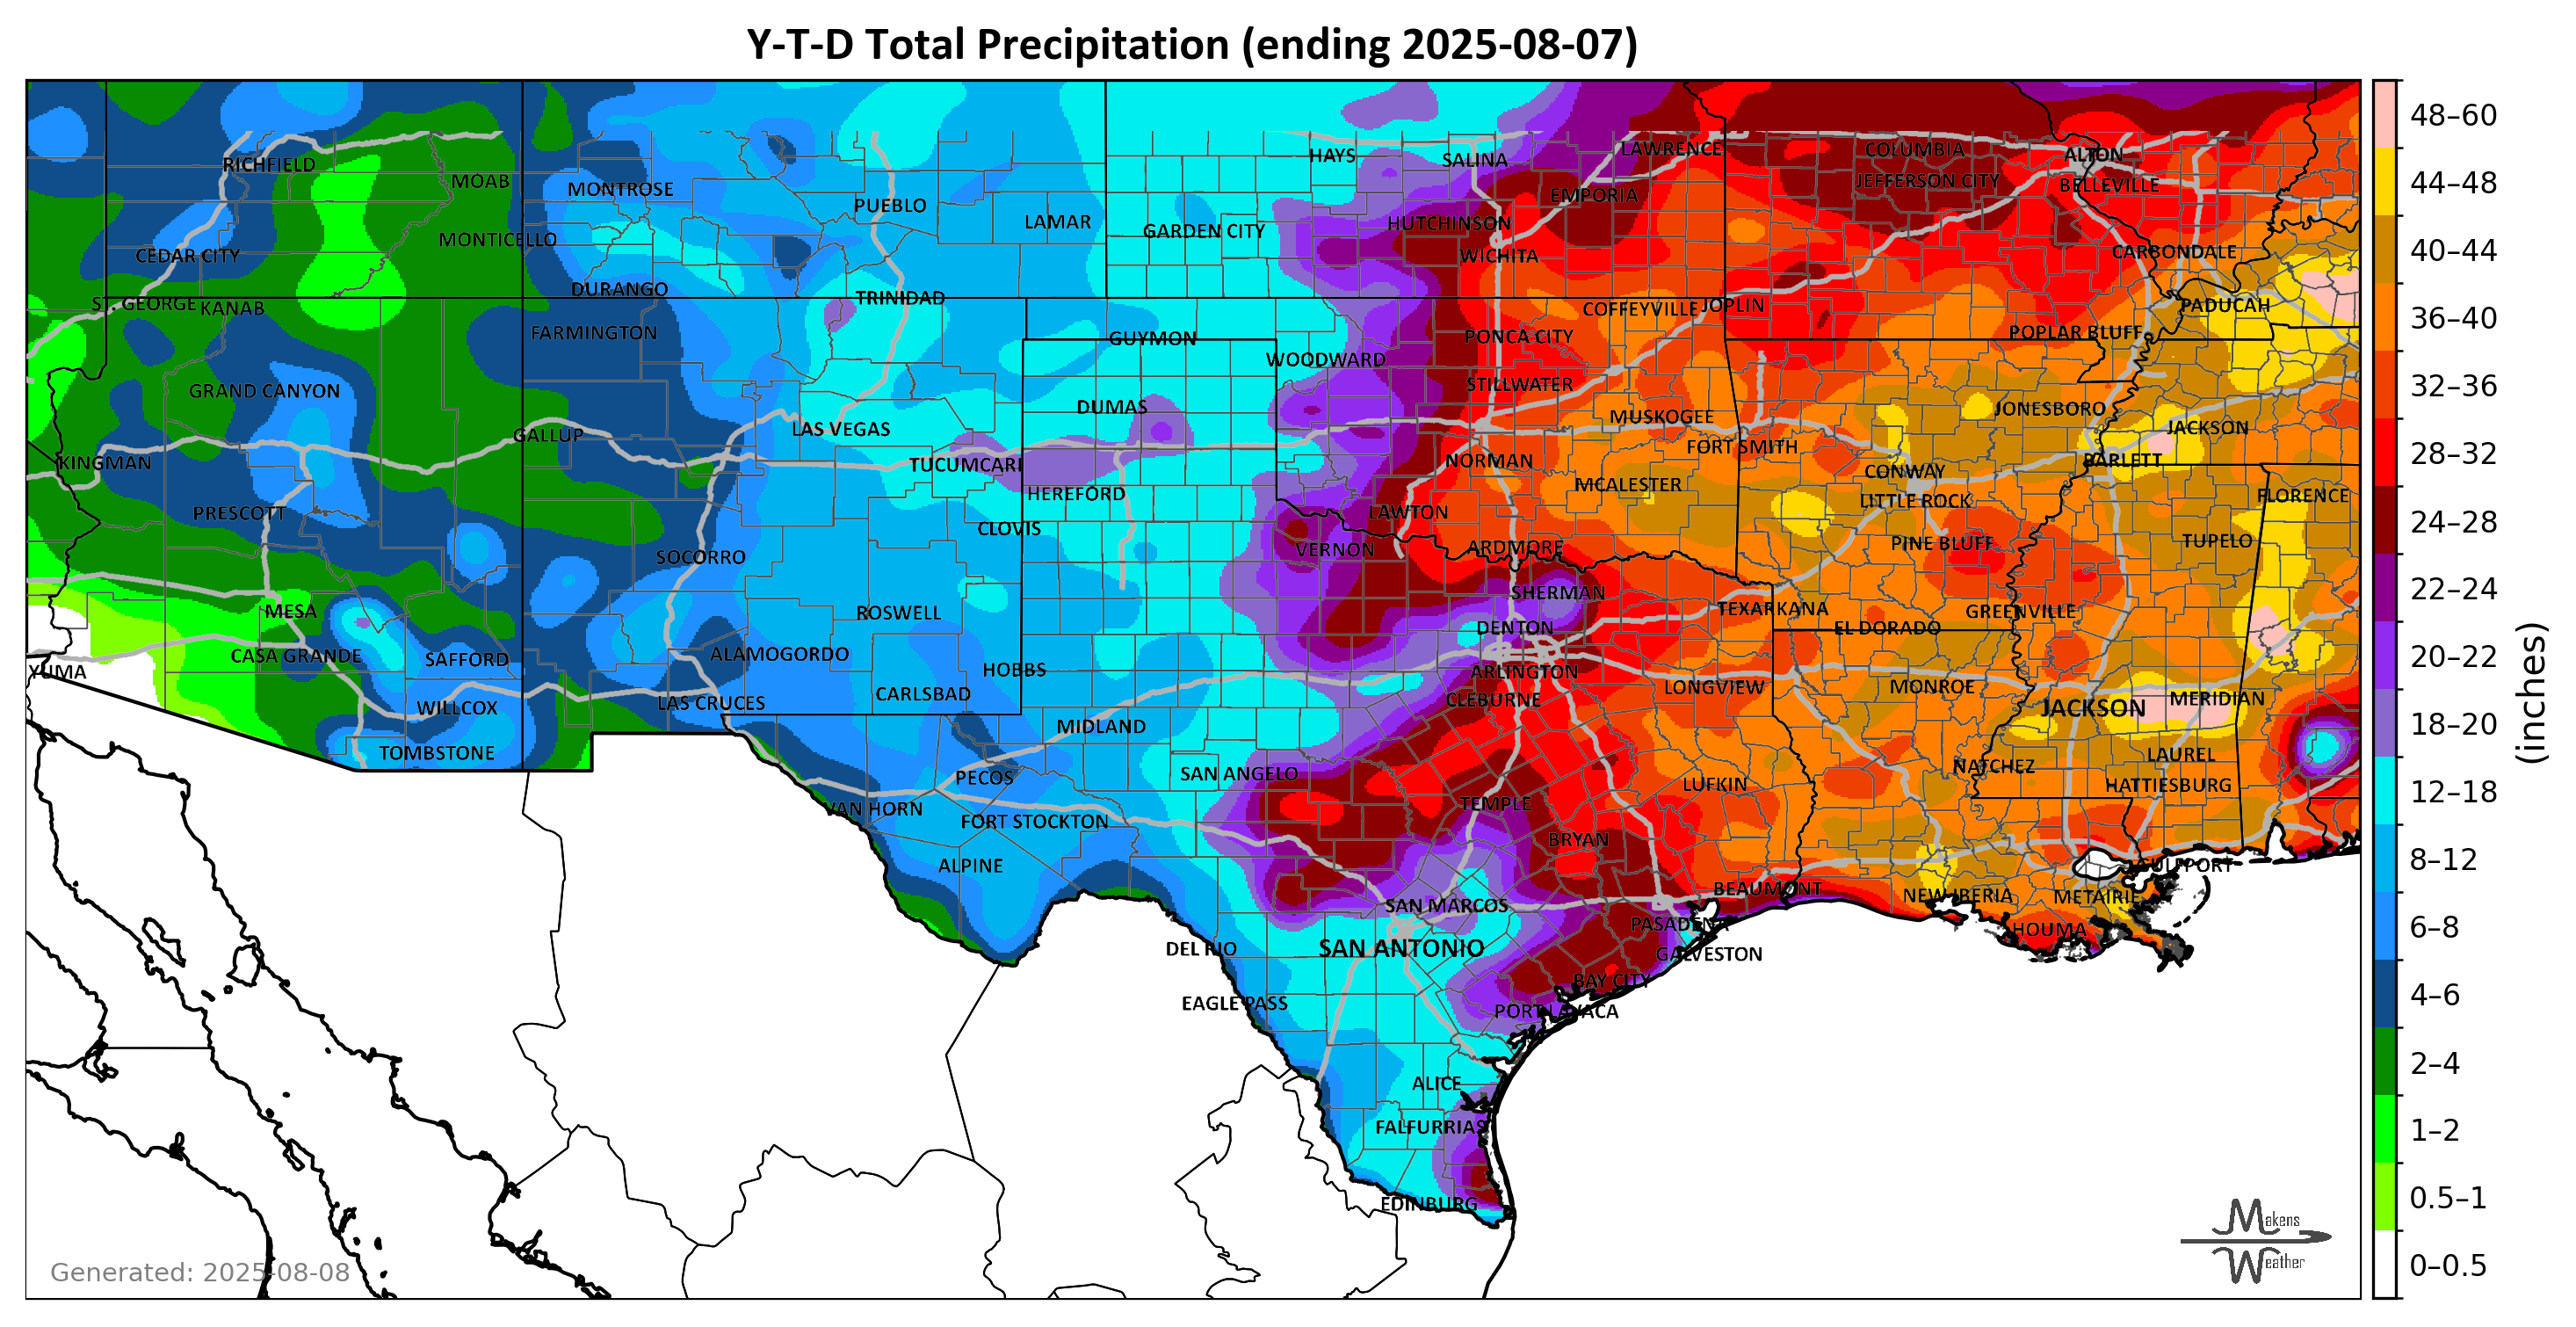 Y-T-D Total Precipitation (ending 2025-08-07)
HAYS
SALINA
LAWRENCE
COLUMBIA
ALTON
RICHFIELD
MOAB
MONTROSE
EMPORIA
JEFFERSON CITY
BELLEVILLE
PUEBLO
LAMAR
GARDEN CITY
HUTCHINSON
MONTICELLO
CEDAR CITY
WICHITA
CARBONDALE
DURANGO
ST. GEORGE
KANAB
TRINIDAD
COFFEYVILLE
JOPLIN
PADUCAH
FARMINGTON
GUYMON
PONCA CITY
POPLAR BLUFF
WOODWARD
GRAND CANYON
STILLWATER
DUMAS
MUSKOGEE
JONESBORO
GALLUP
LAS VEGAS
FORT SMITH
JACKSON
KINGMAN
TUCUMCARI
NORMAN
CONWAY
BARLETT
HEREFORD
MCALESTER
LITTLE ROCK
FLORENCE
PRESCOTT
CLOVIS
LAWTON
SOCORRO
VERNON
ARDMORE
PINE BLUFF
TUPELO
MESA
ROSWELL
SHERMAN
TEXARKANA
GREENVILLE
DENTON
EL DORADO
CASA GRANDE
SAFFORD
ALAMOGORDO
HOBBS
YUMA
ARLINGTON
LONGVIEW
MONROE
MERIDIAN
WILLCOX
LAS CRUCES
CARLSBAD
CLEBURNE
JACKSON
MIDLAND
TOMBSTONE
PECOS
SAN ANGELO
NATCHEZ
LAUREL
LUFKIN
HATTIESBURG
VAN HORN
FORT STOCKTON
TEMPLE
ALPINE
BRYAN
GULFPORT
BEAUMONT
SAN MARCOS
NEW IBERIA
METAIRIE
PASADENA
DEL RIO
SAN ANTONIO
GALVESTON
HOUMA
BAY CITY
EAGLE PASS
PORT LAVACA
ALICE
FALFURRIAS
EDINBURG
Generated: 2025-08-08
Makens
Weather
48–60
44–48
40–44
36–40
32–36
28–32
24–28
22–24
20–22
18–20
12–18
8–12
6–8
4–6
2–4
1–2
0.5–1
0–0.5
(inches)